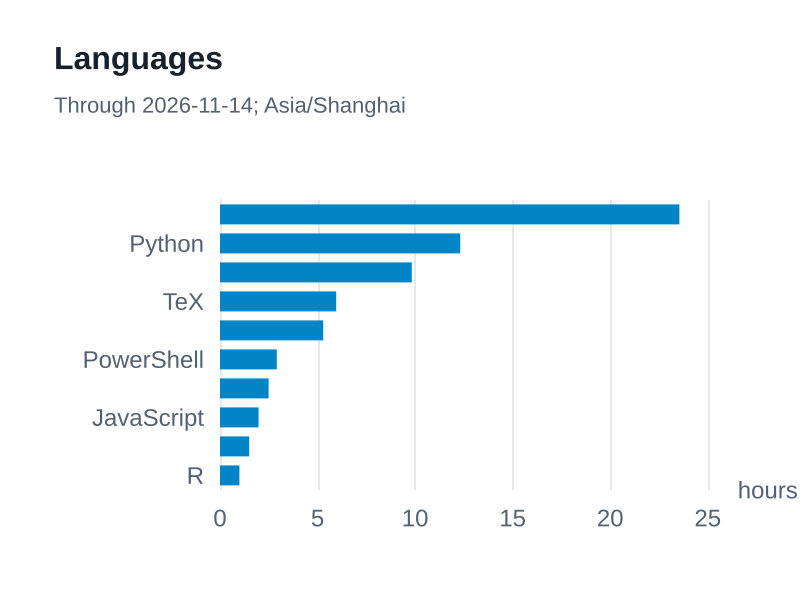 Languages
Through 2026-11-14; Asia/Shanghai
Python
TeX
PowerShell
JavaScript
R
hours
0 5 10 15 20 25